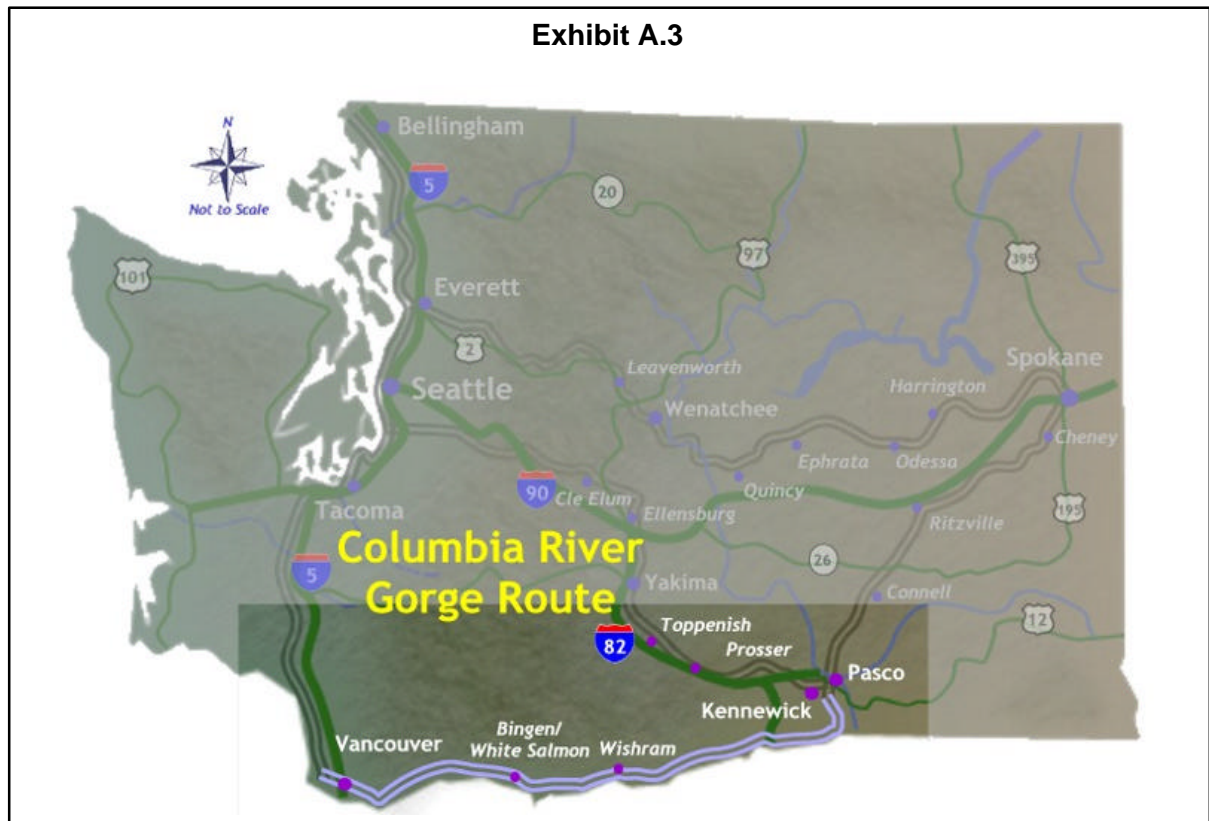 Exhibit A.3
N
Not to Scale
Bellingham
5
20
97
395
101
Everett
2
Leavenworth
Spokane
Seattle
Harrington
Wenatchee
Cheney
Ephrata
Odessa
90
Cle Elum
Quincy
Tacoma
Ellensburg
Ritzville
195
Columbia River
Gorge Route
5
26
Yakima
Connell
12
Toppenish
82
Prosser
Pasco
Kennewick
Vancouver
Bingen/
White Salmon
Wishram